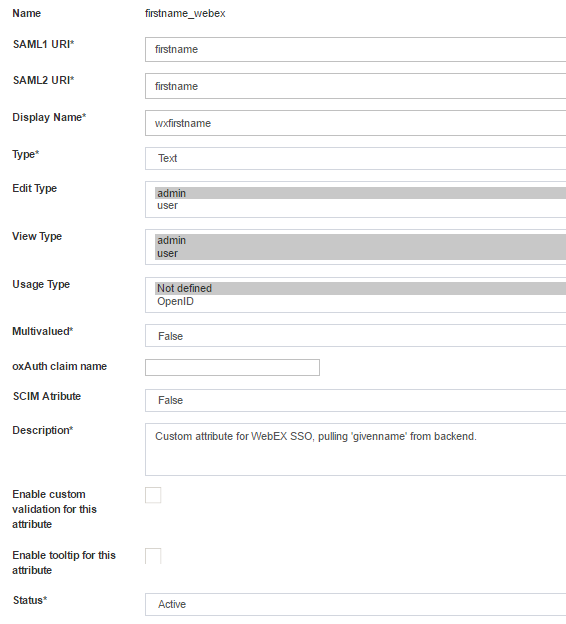 Name firstname_webex
SAML1 URI* firstname
SAML2 URI* firstname
Display Name* wxfirstname
Type* Text
Edit Type admin
user
View Type admin
user
Usage Type Not defined
OpenID
Multivalued* False
oxAuth claim name
SCIM Atribute False
Description* Custom attribute for WebEX SSO, pulling 'givenname' from backend.
Enable custom
validation for this
attribute
Enable tooltip for this
attribute
Status* Active